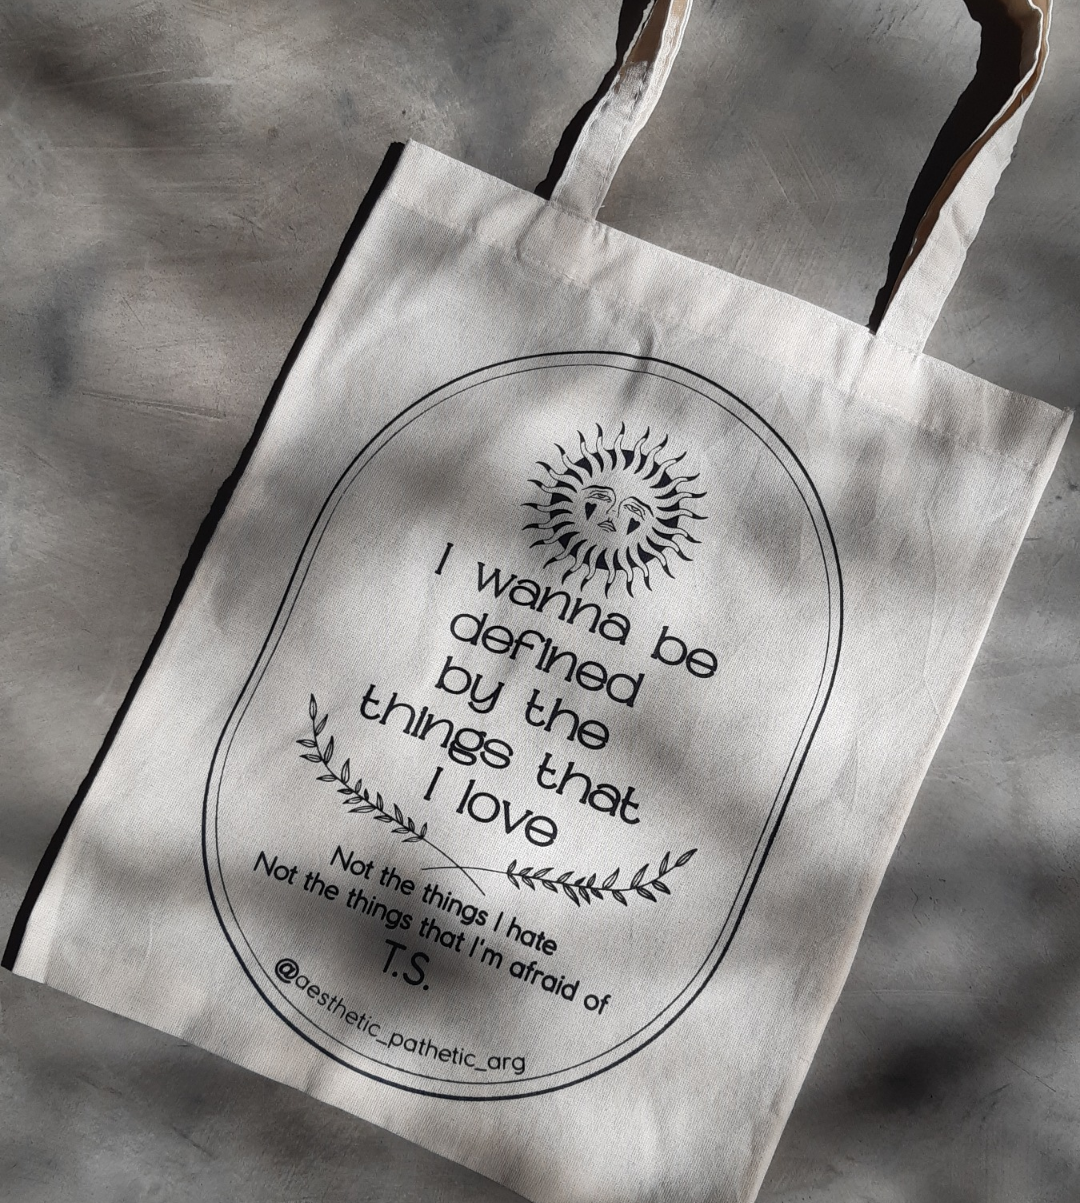 I wanna be
defined
by the
things that
I love
Not the things I hate
Not the things that I'm afraid of
T.S.
@aesthetic_pathetic_arg